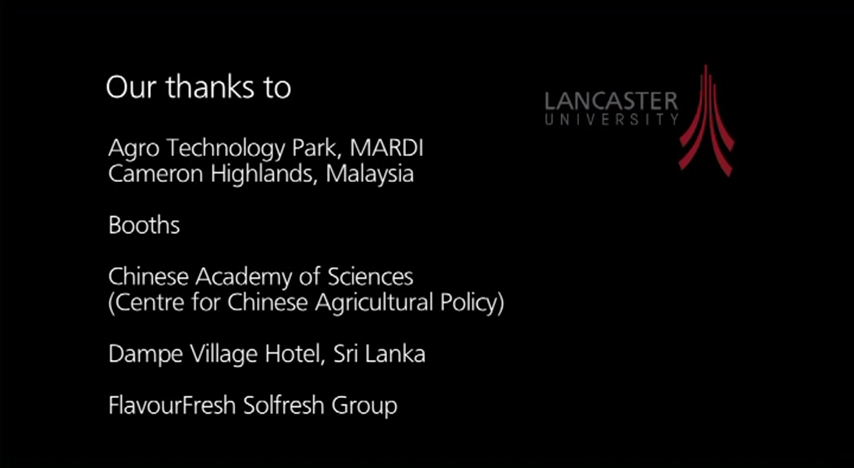 Our thanks to
LANCASTER
UNIVERSITY
Agro Technology Park, MARDI
Cameron Highlands, Malaysia
Booths
Chinese Academy of Sciences
(Centre for Chinese Agricultural Policy)
Dampe Village Hotel, Sri Lanka
FlavourFresh Solfresh Group